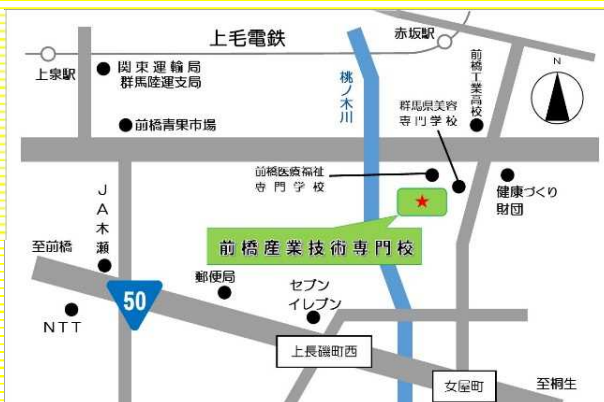 上毛電鉄
赤坂駅
上泉駅
関東運輸局
群馬陸運支局
桃ノ木川
前橋工業高校
N
群馬県美容
専門学校
前橋青果市場
前橋医療福祉
専門学校
健康づくり
財団
JA木瀬
至前橋
前橋産業技術専門校
郵便局
セブン
イレブン
50
NTT
上長磯町西
女屋町
至桐生